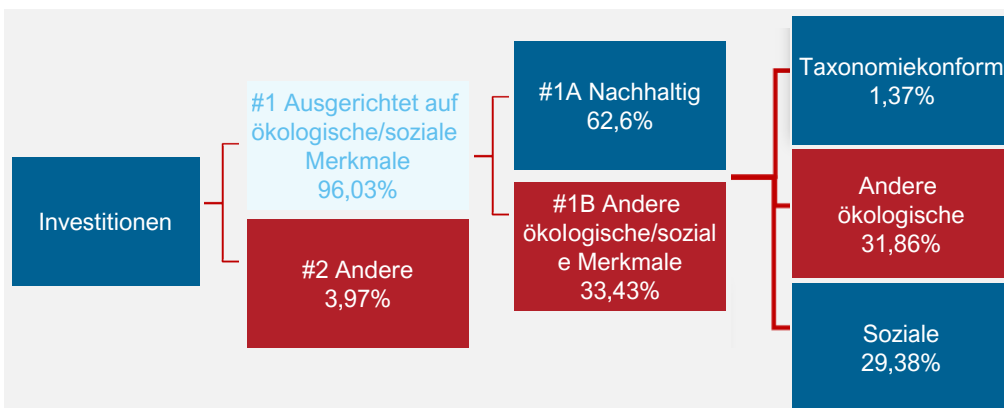 Investitionen
#1 Ausgerichtet auf
ökologische/soziale
Merkmale
96,03%
#2 Andere
3,97%
#1A Nachhaltig
62,6%
#1B Andere
ökologische/sozial
e Merkmale
33,43%
Taxonomiekonform
1,37%
Andere
ökologische
31,86%
Soziale
29,38%